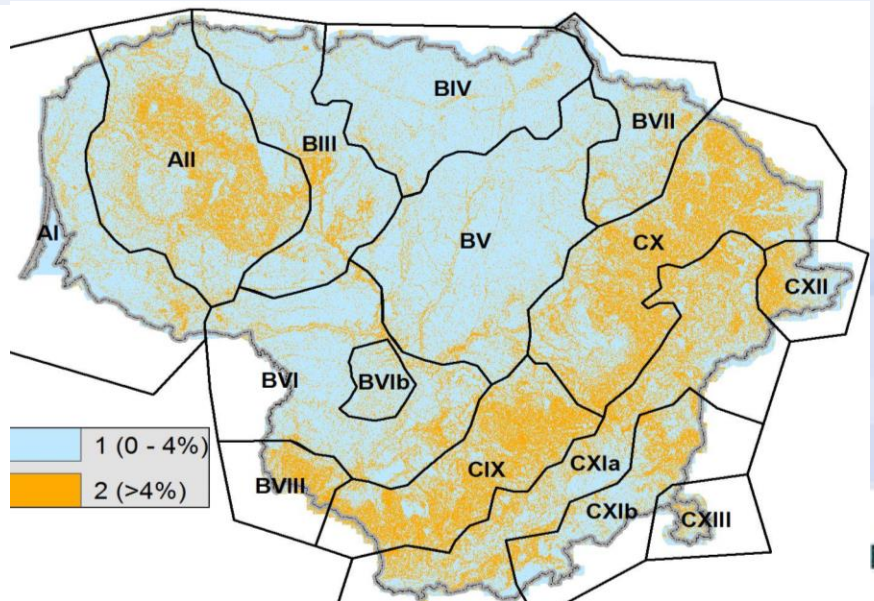 BIV
BVII
BIII
AII
AI
BV
CX
CXII
BVI
BVIb
1 (0 - 4%)
2 (>4%)
BVIII
CIX
CXIa
CXIb
CXIII